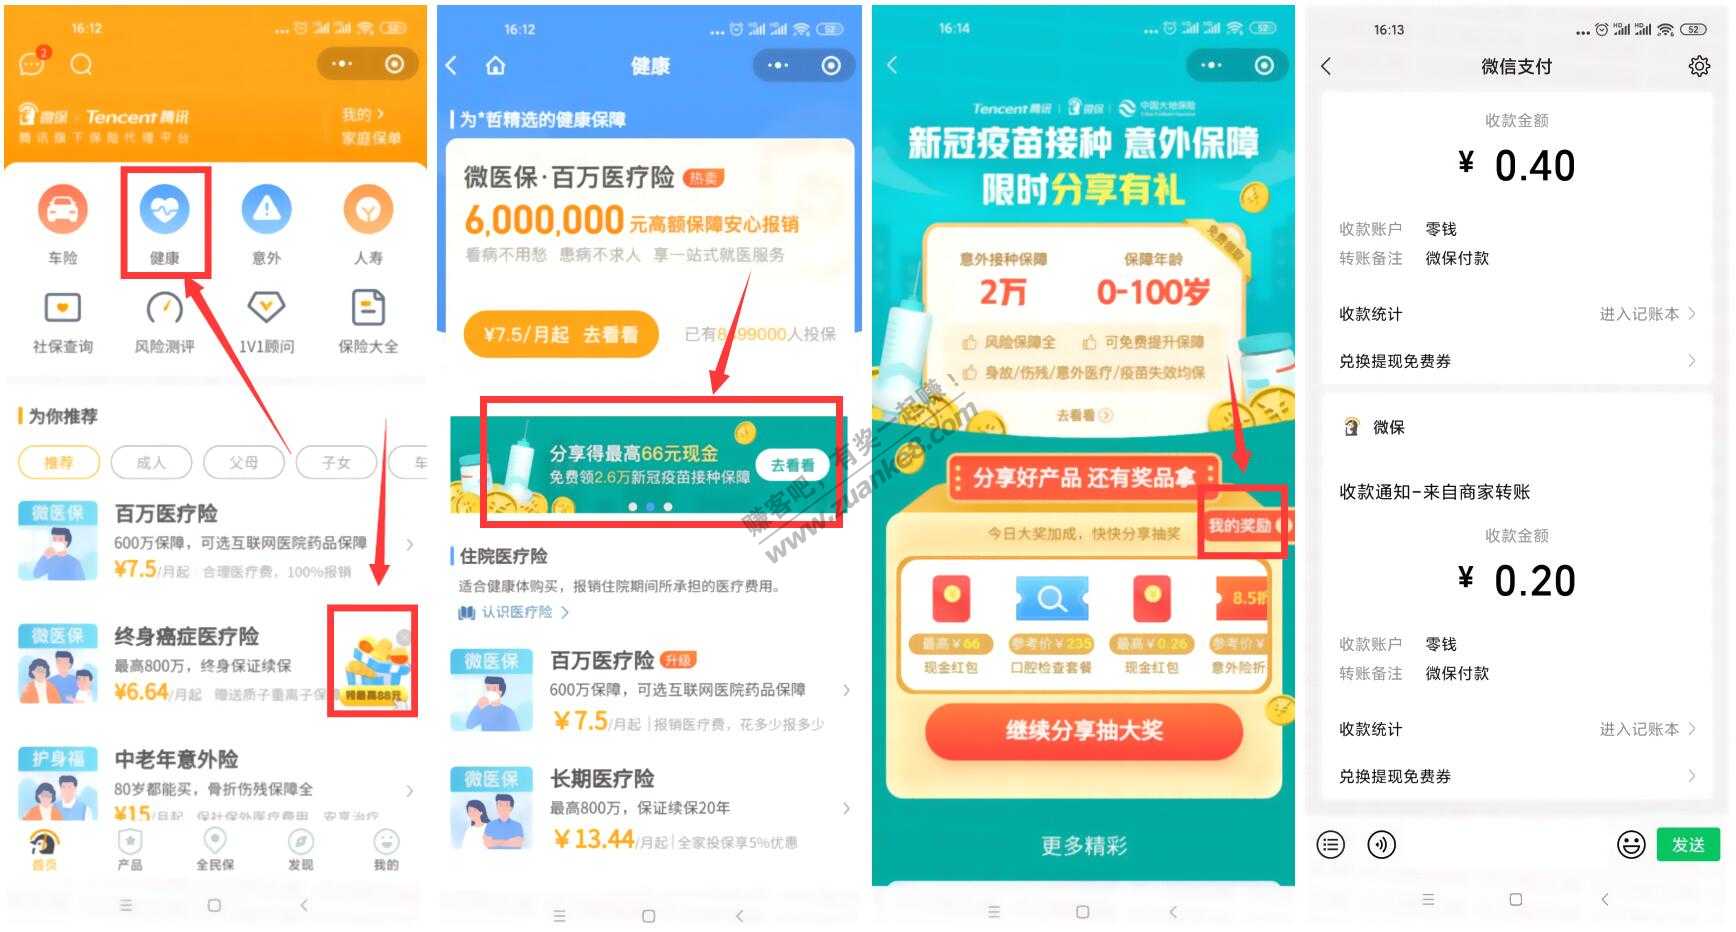 16:12
52
3
微保 × Tencent 腾讯
腾讯旗下保险代理平台
我的 >
家庭保单
车险
健康
意外
人寿
社保查询
风险测评
1V1顾问
保险大全
为你推荐
推荐
成人
父母
子女
车
微医保
百万医疗险
600万保障，可选互联网医院药品保障
¥7.5/月起 合理医疗费，100%报销
微医保
终身癌症医疗险
最高800万，终身保证续保
¥6.64/月起 赠送质子重离子保
护身福
中老年意外险
80岁都能买，骨折伤残保障全
¥15/月起 保社保外医疗费用 安享治疗
首页
产品
全民保
发现
我的
16:12
52
健康
为*哲精选的健康保障
微医保·百万医疗险 热卖
6,000,000元高额保障安心报销
看病不用愁 患病不求人 享一站式就医服务
¥7.5/月起 去看看
人投保
分享得最高66元现金
免费领2.6万新冠疫苗接种保障
去看看
住院医疗险
适合健康体购买，报销住院期间所承担的医疗费用。
认识医疗险 >
微医保
百万医疗险 升级
600万保障，可选互联网医院药品保障
¥7.5/月起|报销医疗费，花多少报多少
微医保
长期医疗险
最高800万，保证续保20年
¥13.44/月起|全家投保享5%优惠
16:14
52
Tencent 腾讯 | 微保 | 中国大地保险
新冠疫苗接种 意外保障
限时分享有礼
免费领取
意外接种保障
2万
保障年龄
0-100岁
风险保障全
可免费提升保障
身故/伤残/意外医疗/疫苗失效均保
去看看
分享好产品 还有奖品拿
我的奖励
今日大奖加成，快快分享抽奖
8.5折
最高￥66
现金红包
参考价￥235
口腔检查套餐
最高￥0.26
现金红包
参考价￥
意外险折
继续分享抽大奖
更多精彩
赚客吧，有奖一起赚！
www.zuanke8.com
16:13
52
微信支付
收款金额
¥ 0.40
收款账户 零钱
转账备注 微保付款
收款统计
进入记账本 >
兑换提现免费券
微保
收款通知-来自商家转账
收款金额
¥ 0.20
收款账户 零钱
转账备注 微保付款
收款统计
进入记账本 >
兑换提现免费券
发送